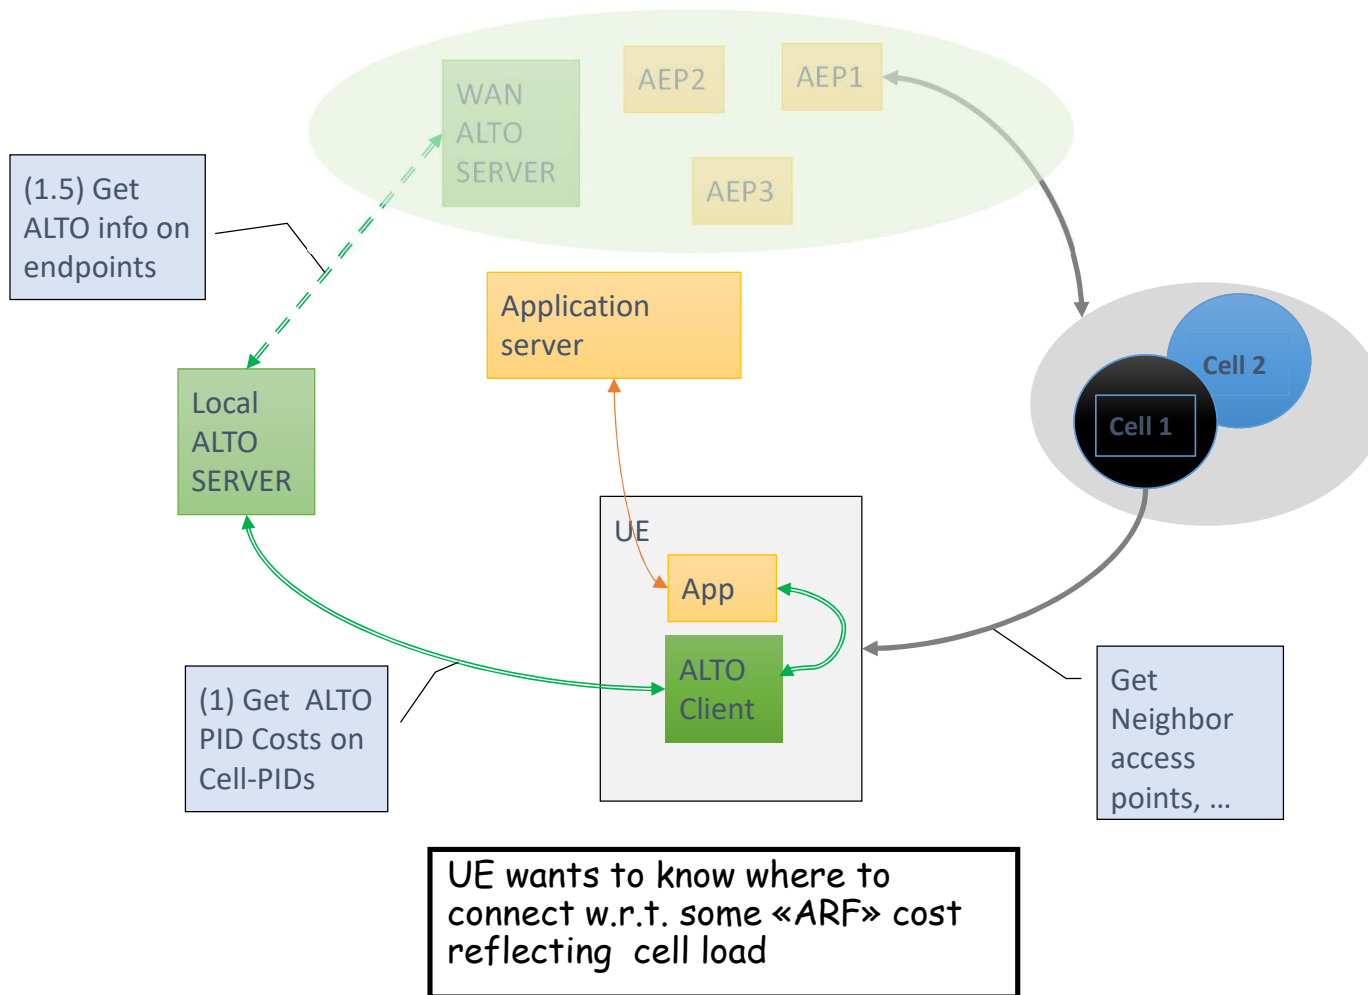 WAN
ALTO
SERVER
AEP2
AEP1
AEP3
(1.5) Get
ALTO info on
endpoints
Application
server
Cell 2
Cell 1
Local
ALTO
SERVER
UE
App
ALTO
Client
(1) Get  ALTO
PID Costs on
Cell-PIDs
Get
Neighbor
access
points, ...
UE wants to know where to
connect w.r.t. some «ARF» cost
reflecting  cell load